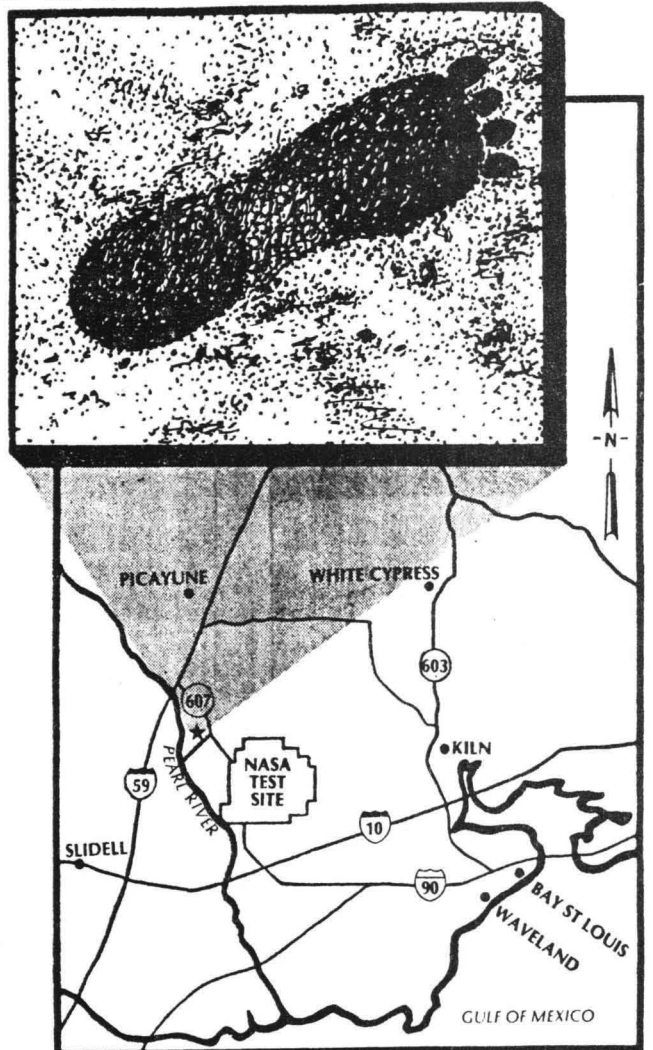 -N-
PICAYUNE
WHITE CYPRESS
603
607
KILN
PEARL RIVER
NASA
TEST
SITE
59
10
SLIDELL
90
BAY ST LOUIS
WAVELAND
GULF OF MEXICO